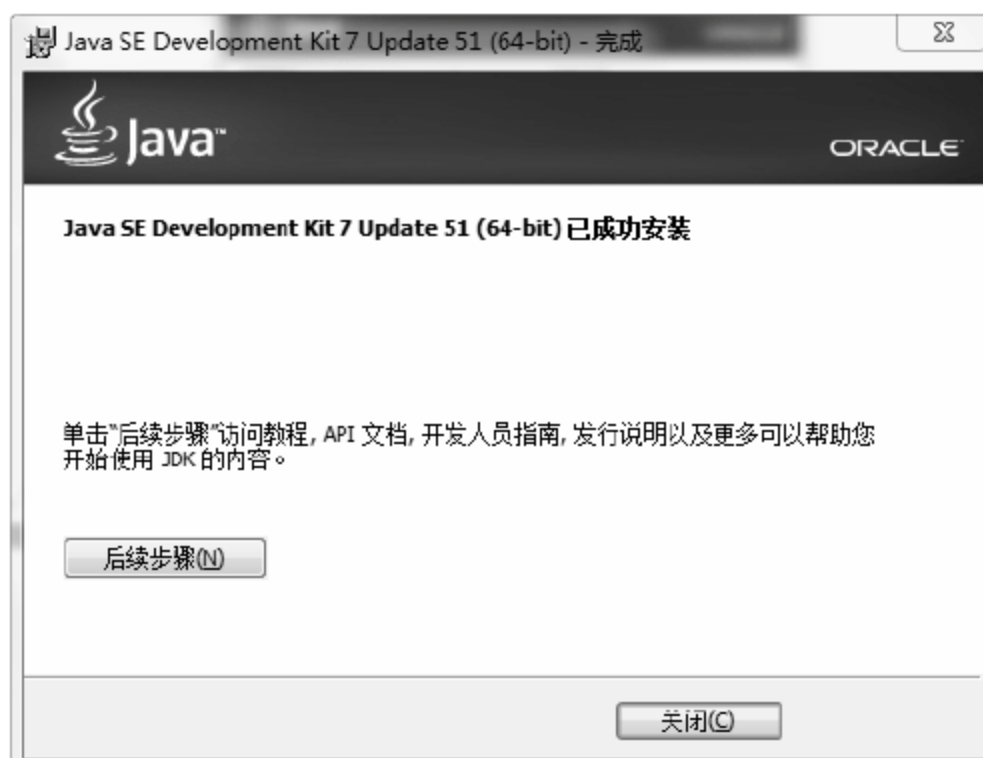 Java SE Development Kit 7 Update 51 (64-bit) - 完成
Java™
ORACLE
Java SE Development Kit 7 Update 51 (64-bit) 已成功安装
单击"后续步骤"访问教程, API 文档, 开发人员指南, 发行说明以及更多可以帮助您
开始使用 JDK 的内容。
后续步骤(N)
关闭(C)